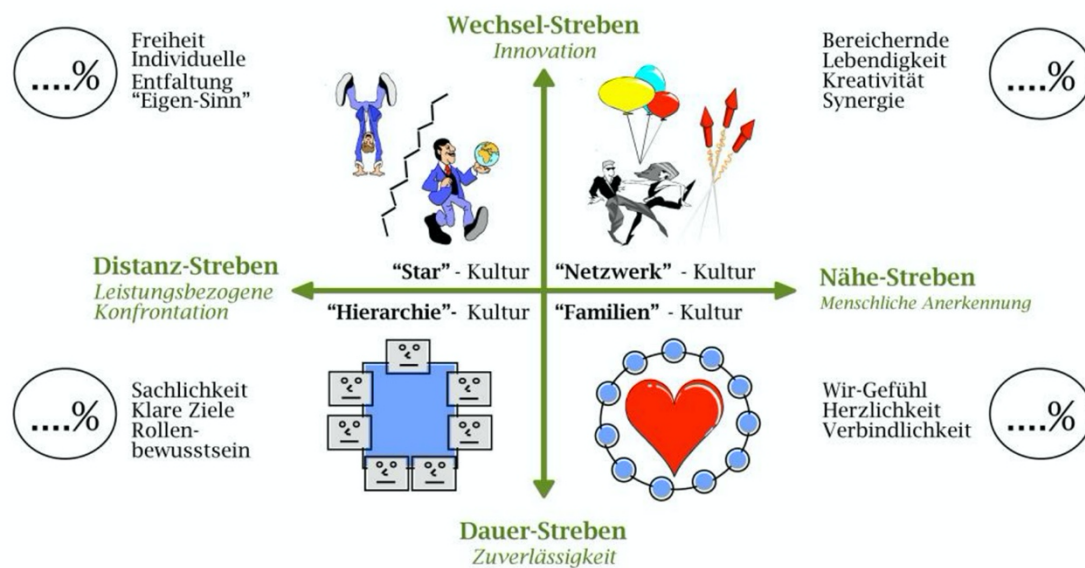 Wechsel-Streben
Innovation
....%
Freiheit
Individuelle
Entfaltung
“Eigen-Sinn”
Bereichernde
Lebendigkeit
Kreativität
Synergie
....%
Distanz-Streben
Leistungsbezogene
Konfrontation
“Star” - Kultur
“Netzwerk” - Kultur
“Hierarchie”- Kultur
“Familien” - Kultur
Nähe-Streben
Menschliche Anerkennung
....%
Sachlichkeit
Klare Ziele
Rollen-
bewusstsein
Wir-Gefühl
Herzlichkeit
Verbindlichkeit
....%
Dauer-Streben
Zuverlässigkeit